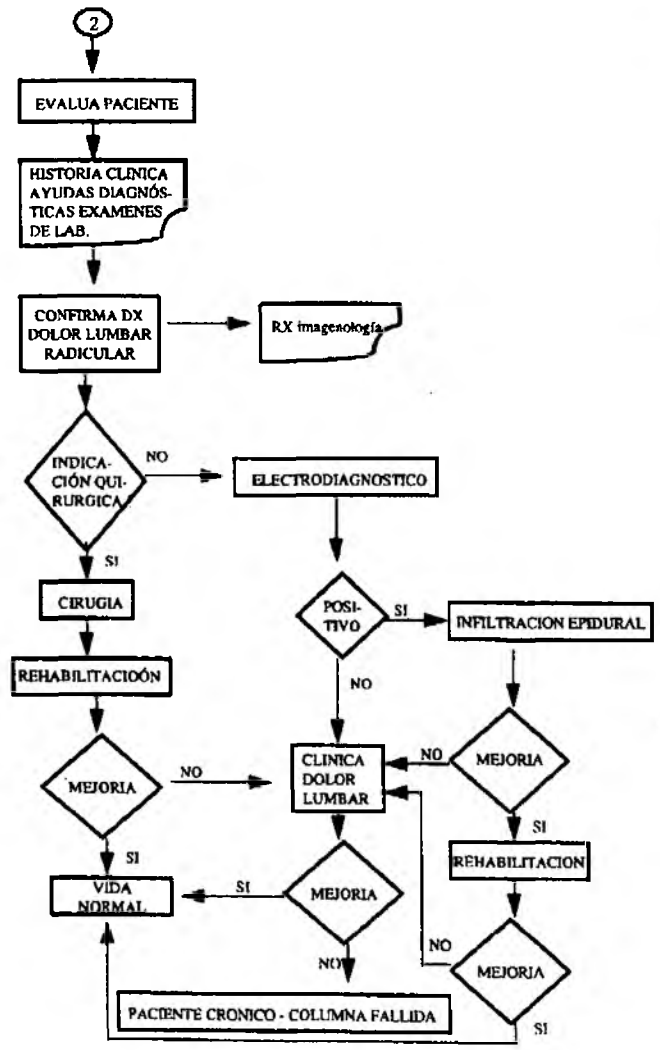 2
EVALUA PACIENTE
HISTORIA CLINICA
AYUDAS DIAGNÓS-
TICAS EXAMENES
DE LAB.
CONFIRMA DX
DOLOR LUMBAR
RADICULAR
RX imagenología
INDICA-
CIÓN QUI-
RURGICA
NO
ELECTRODIAGNOSTICO
SI
CIRUGIA
POSI-
TIVO
SI
INFILTRACION EPIDURAL
REHABILITACIOÓN
NO
MEJORIA
NO
CLINICA
DOLOR
LUMBAR
NO
MEJORIA
SI
SI
REHABILITACION
VIDA
NORMAL
SI
MEJORIA
NO
MEJORIA
NO
PACIENTE CRONICO - COLUMNA FALLIDA
SI